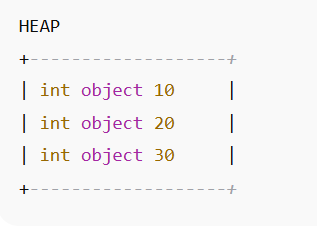 HEAP
+-------------------+
| int object 10     |
| int object 20     |
| int object 30     |
+-------------------+